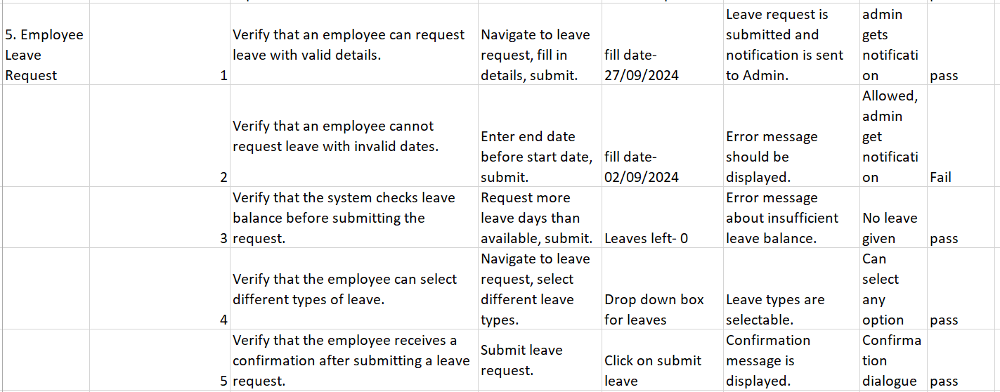 5. Employee
Leave
Request
1
Verify that an employee can request
leave with valid details.
Navigate to leave
request, fill in
details, submit.
fill date-
27/09/2024
Leave request is
submitted and
notification is sent
to Admin.
admin
gets
notificati
on
pass
2
Verify that an employee cannot
request leave with invalid dates.
Enter end date
before start date,
submit.
fill date-
02/09/2024
Error message
should be
displayed.
Allowed,
admin
get
notificati
on
Fail
3
Verify that the system checks leave
balance before submitting the
request.
Request more
leave days than
available, submit.
Leaves left- 0
Error message
about insufficient
leave balance.
No leave
given
pass
4
Verify that the employee can select
different types of leave.
Navigate to leave
request, select
different leave
types.
Drop down box
for leaves
Leave types are
selectable.
Can
select
any
option
pass
5
Verify that the employee receives a
confirmation after submitting a leave
request.
Submit leave
request.
Click on submit
leave
Confirmation
message is
displayed.
Confirma
tion
dialogue
pass